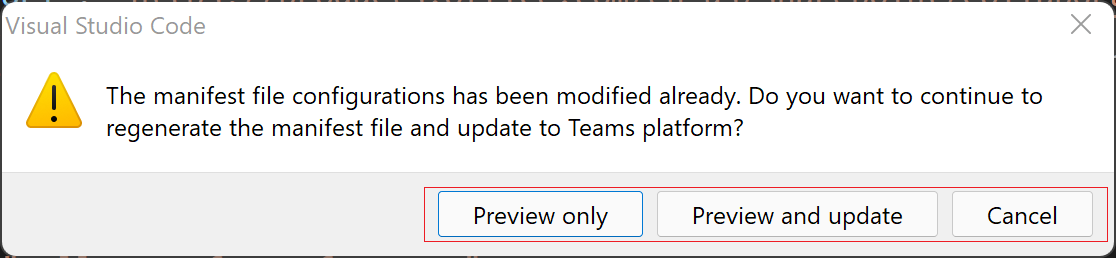 Visual Studio Code
The manifest file configurations has been modified already. Do you want to continue to
regenerate the manifest file and update to Teams platform?
Preview only
Preview and update
Cancel